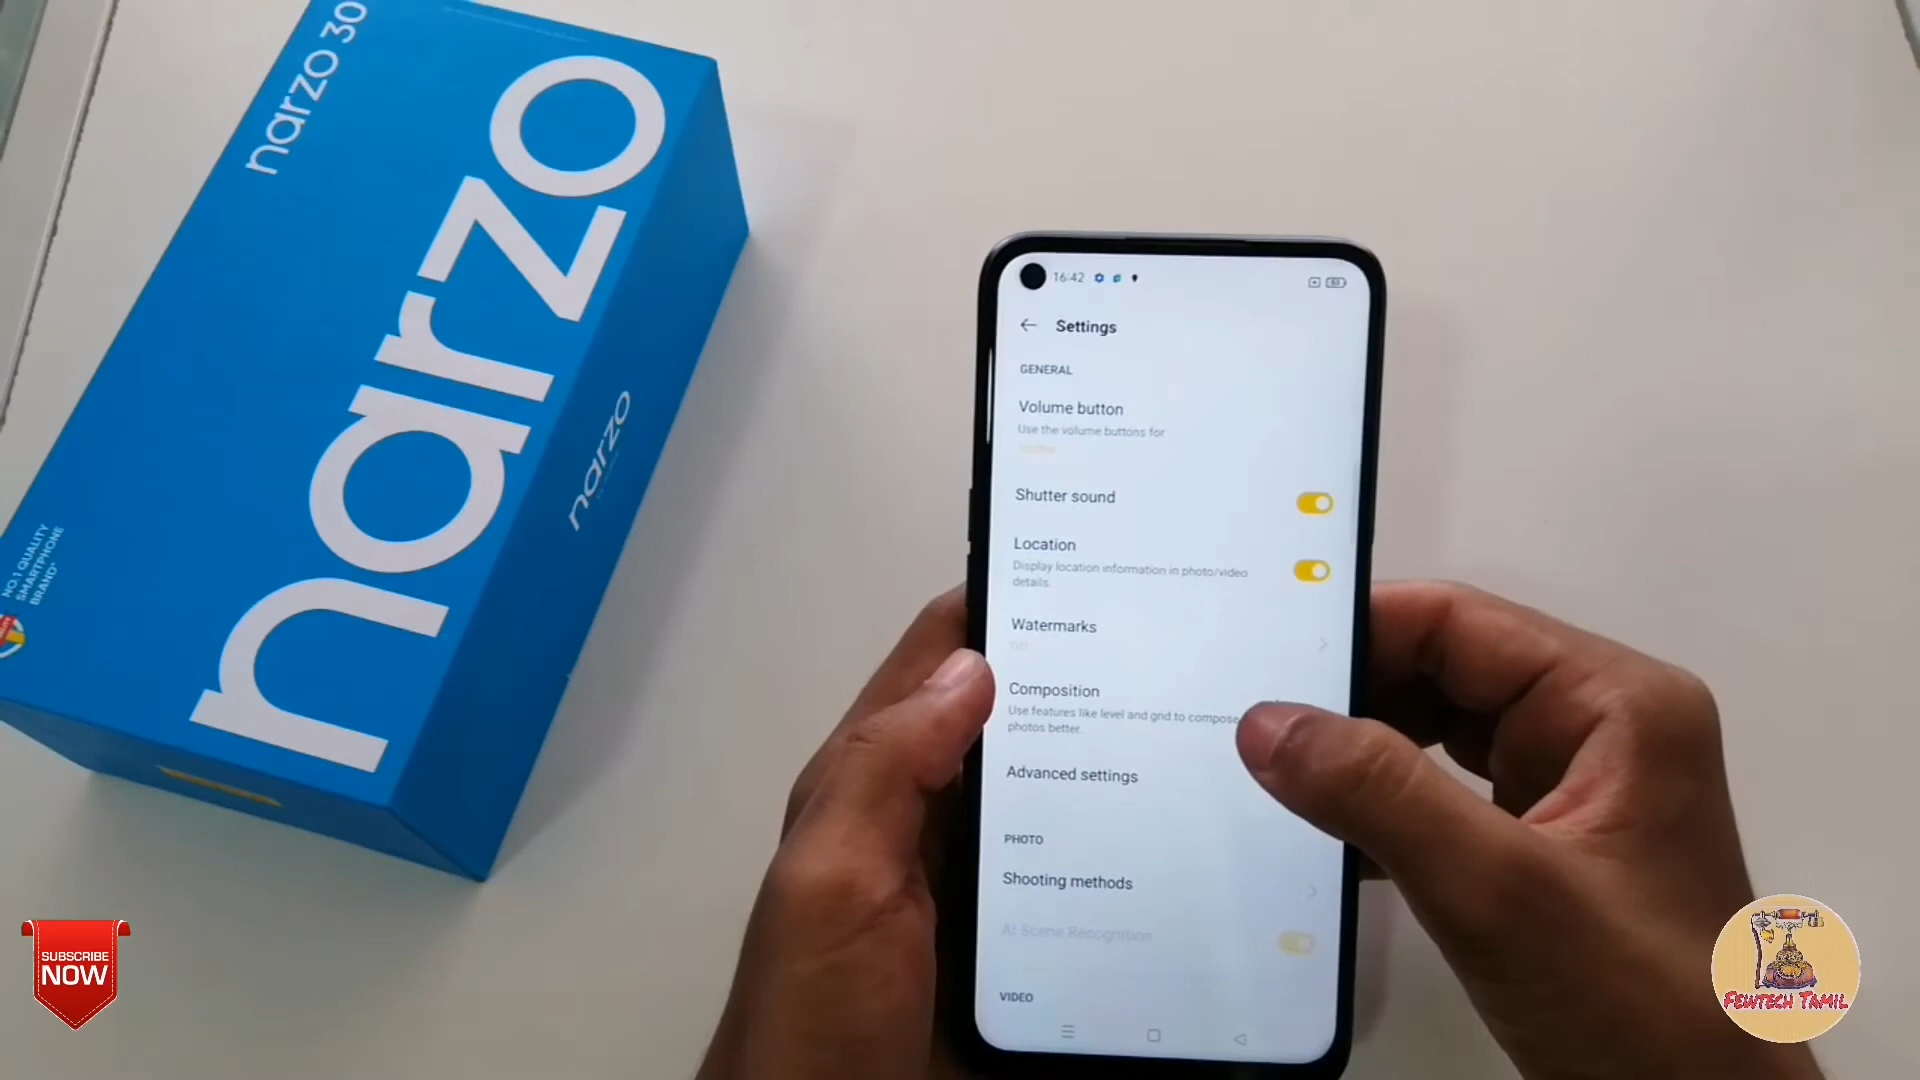 narzo 30
narzo
narzo
NO.1 QUALITY
SMARTPHONE
BRAND*
16:42
Settings
GENERAL
Volume button
Use the volume buttons for
Shutter sound
Location
Display location information in photo/video
details.
Watermarks
Off
Composition
Use features like level and grid to compose
photos better.
Advanced settings
PHOTO
Shooting methods
AI Scene Recognition
VIDEO
SUBSCRIBE
NOW
FEWTECH TAMIL